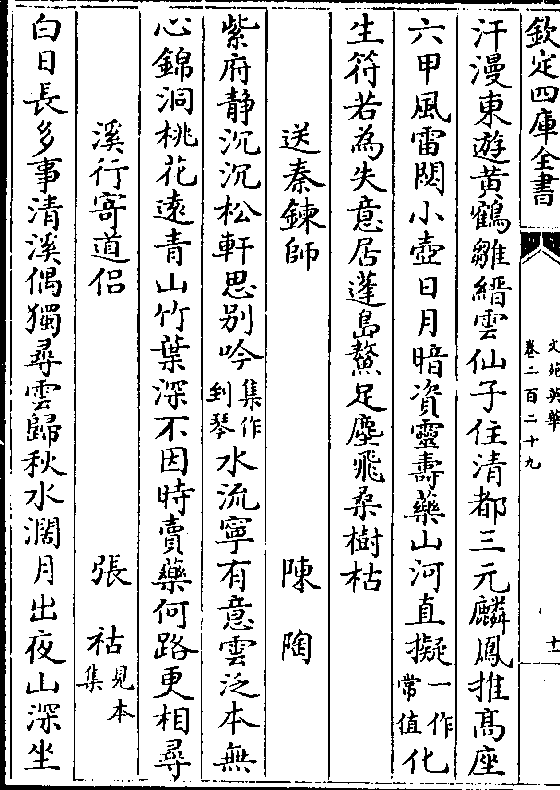 欽定四庫全書
文苑英華
卷二百二十九
十
汗漫東遊黃鶴雛縉雲仙子住清都三元麟鳳推高座
六甲風雷閟小壺日月暗資靈壽藥山河直擬一作常值化
生符若為失意居蓬島鰲足塵飛桑樹枯
送秦鍊師 陳陶
紫府静沉沉松軒思别吟集作到琴水流寧有意雲泛本無
心錦洞桃花遠青山竹葉深不因時賣藥何路更相尋
溪行寄道侣 張祜見本集
白日長多事清溪偶獨尋雲歸秋水濶月出夜山深坐